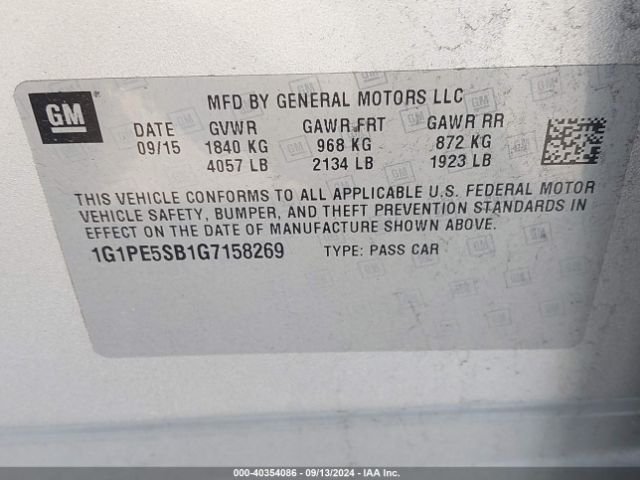 GM
MFD BY GENERAL MOTORS LLC
DATE GVWR GAWR FRT GAWR RR
09/15 1840 KG 968 KG 872 KG
4057 LB 2134 LB 1923 LB
THIS VEHICLE CONFORMS TO ALL APPLICABLE U.S. FEDERAL MOTOR
VEHICLE SAFETY, BUMPER, AND THEFT PREVENTION STANDARDS IN
EFFECT ON THE DATE OF MANUFACTURE SHOWN ABOVE.
1G1PE5SB1G7158269 TYPE: PASS CAR
000-40354086 - 09/13/2024 - IAA Inc.